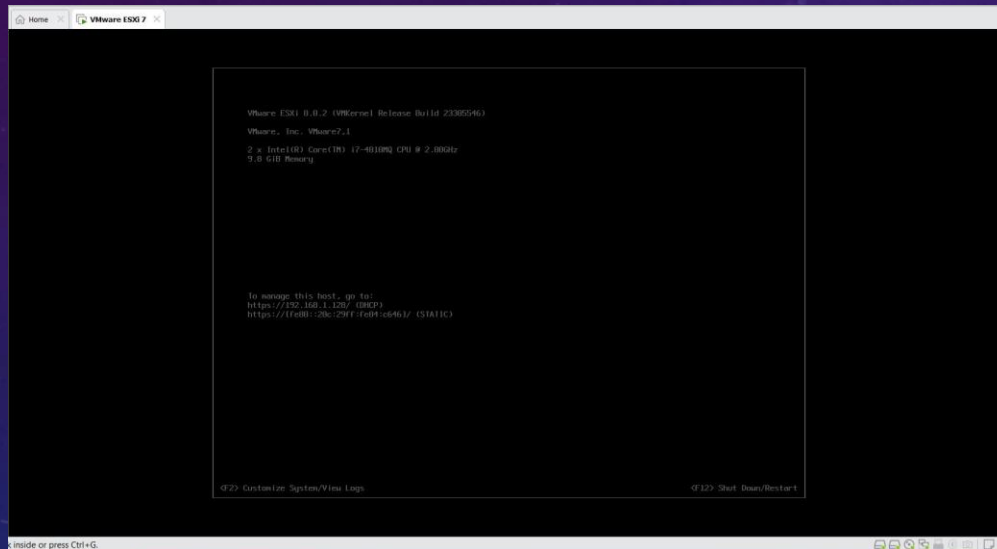 Home
VMware ESXi 7
VMware ESXi 8.0.2 (VMKernel Release Build 23305546)
VMware, Inc. VMware7,1
2 x Intel(R) Core(TM) i7-4810MQ CPU @ 2.80GHz
9.8 GiB Memory
To manage this host, go to:
https://192.168.1.128/ (DHCP)
https://[fe80::20c:29ff:fe04:c646]/ (STATIC)
<F2> Customize System/View Logs
<F12> Shut Down/Restart
inside or press Ctrl+G.